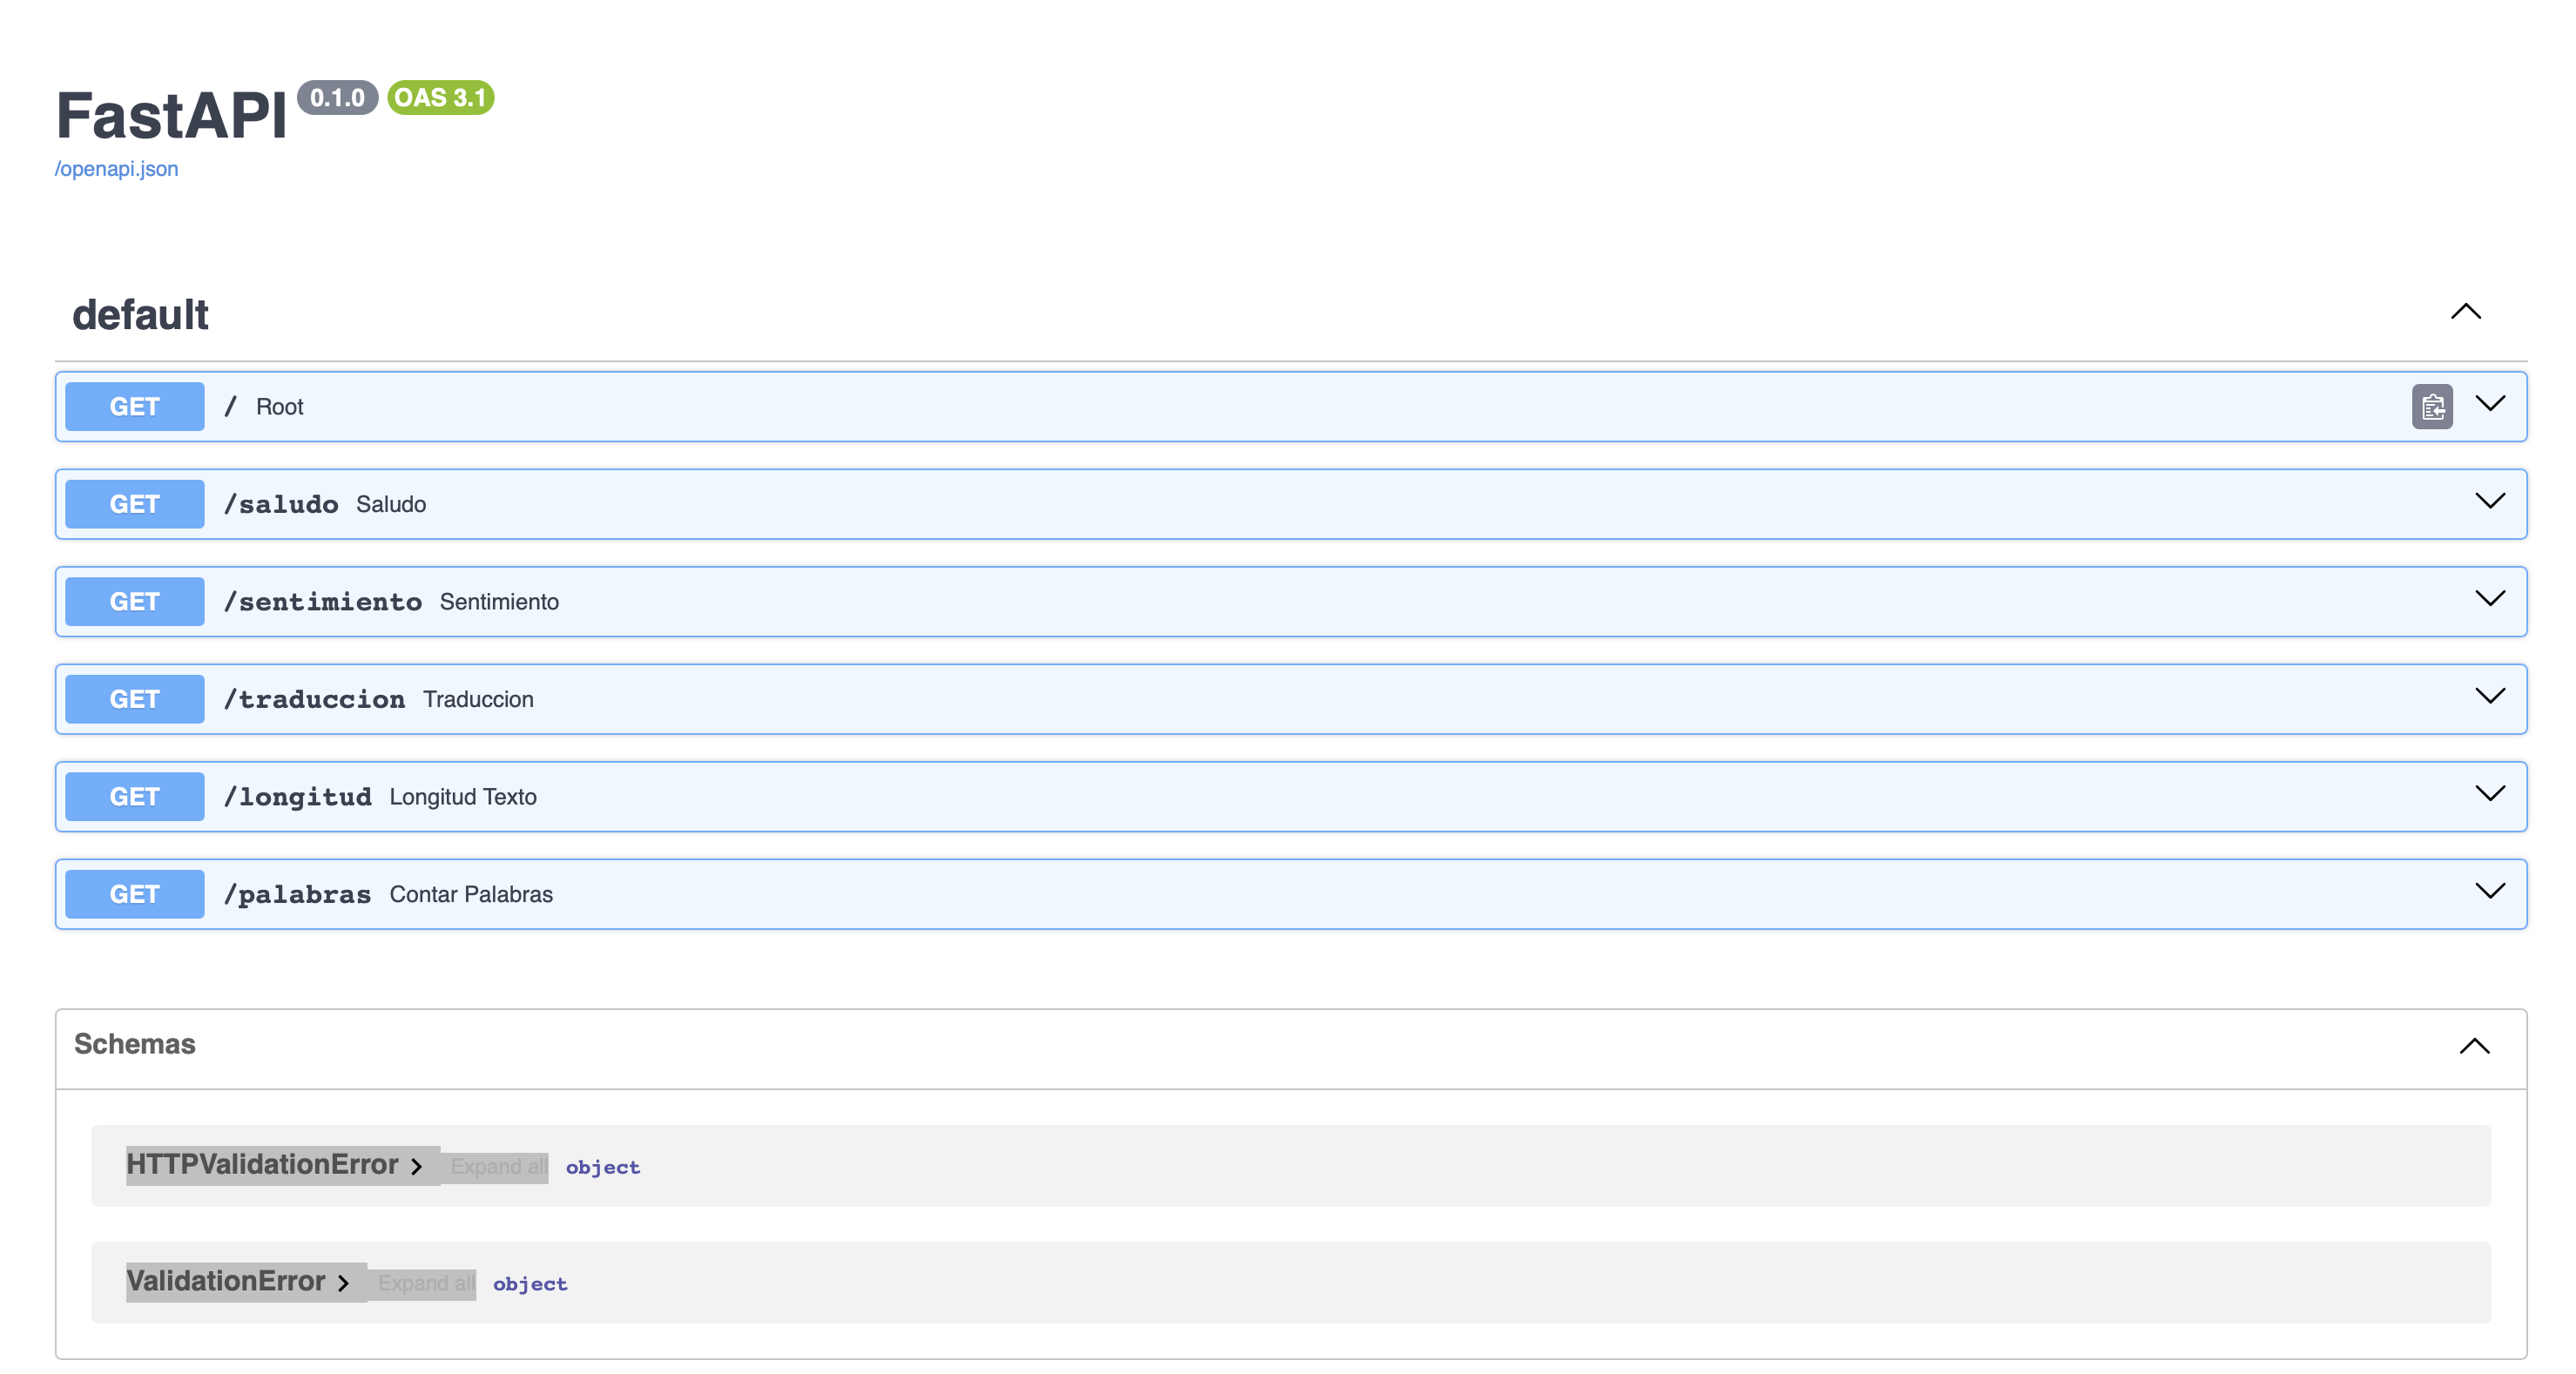 FastAPI 0.1.0 OAS 3.1
/openapi.json
default
GET / Root
GET /saludo Saludo
GET /sentimiento Sentimiento
GET /traduccion Traduccion
GET /longitud Longitud Texto
GET /palabras Contar Palabras
Schemas
HTTPValidationError Expand all object
ValidationError Expand all object